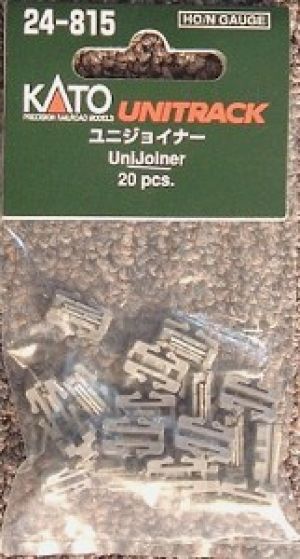 24-815
HO/N GAUGE
KATO
PRECISION RAILROAD MODELS
UNITRACK
ユニジョイナー
UniJoiner
20 pcs.